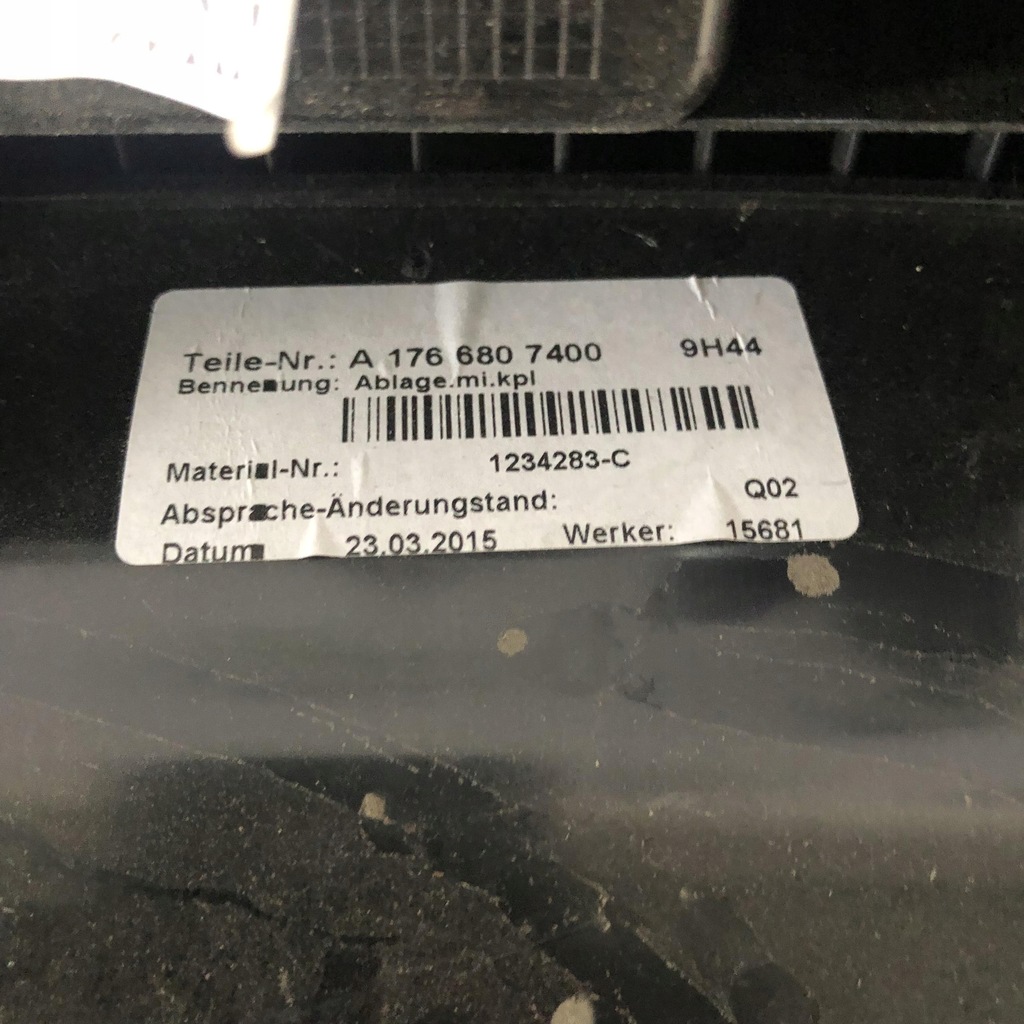 Teile-Nr.: A 176 680 7400 9H44
Bennenung: Ablage.mi.kpl
Material-Nr.: 1234283-C
Absprache-Änderungstand: Q02
Datum 23.03.2015 Werker: 15681